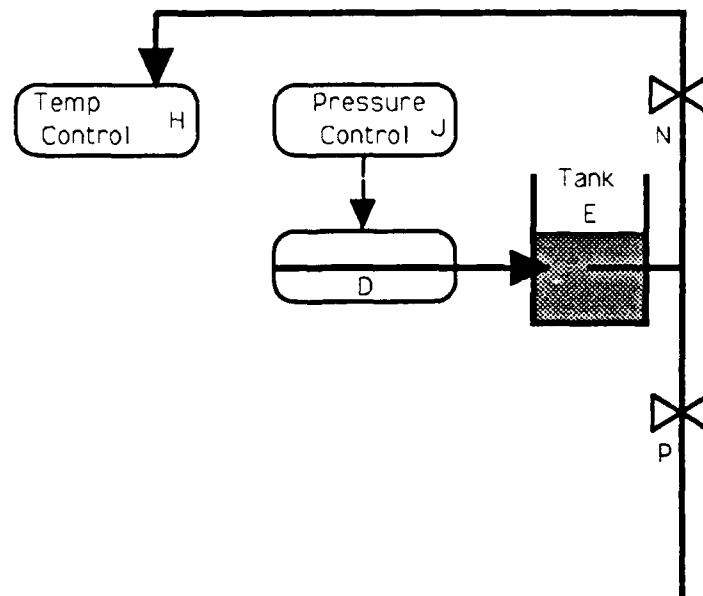 Temp
Control H
Pressure
Control J
N
Tank
E
D
P